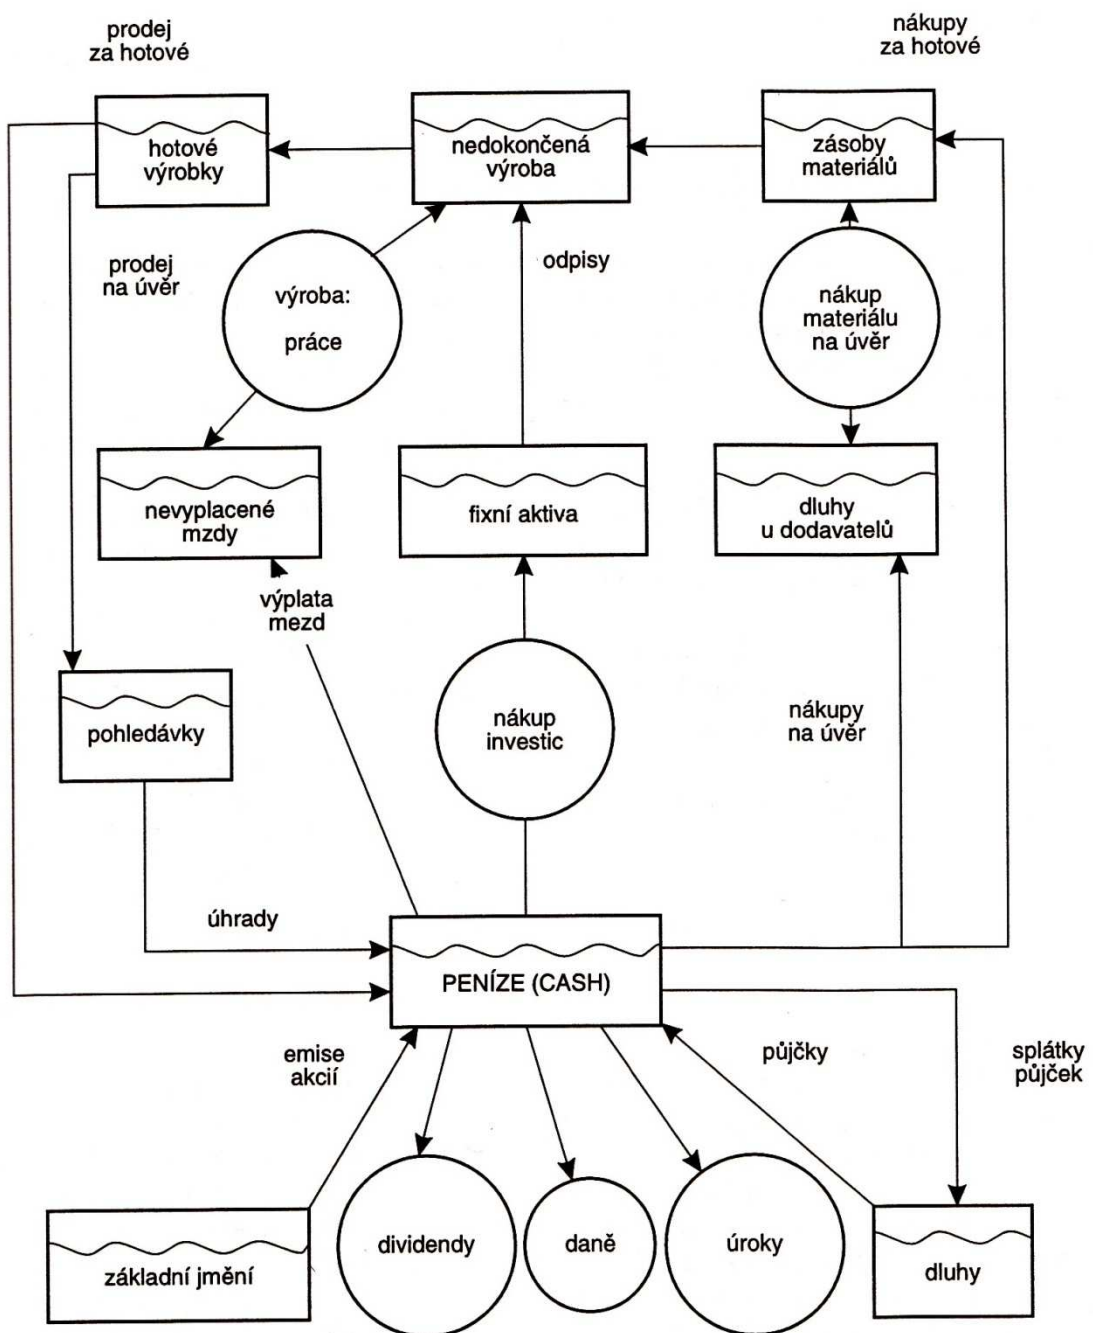 prodej
za hotové
nákupy
za hotové
hotové
výrobky
nedokončená
výroba
zásoby
materiálů
prodej
na úvěr
výroba:
práce
odpisy
nákup
materiálu
na úvěr
nevyplacené
mzdy
fixní aktiva
dluhy
u dodavatelů
výplata
mezd
pohledávky
nákup
investic
nákupy
na úvěr
úhrady
PENÍZE (CASH)
emise
akcií
půjčky
splátky
půjček
základní jmění
dividendy
daně
úroky
dluhy